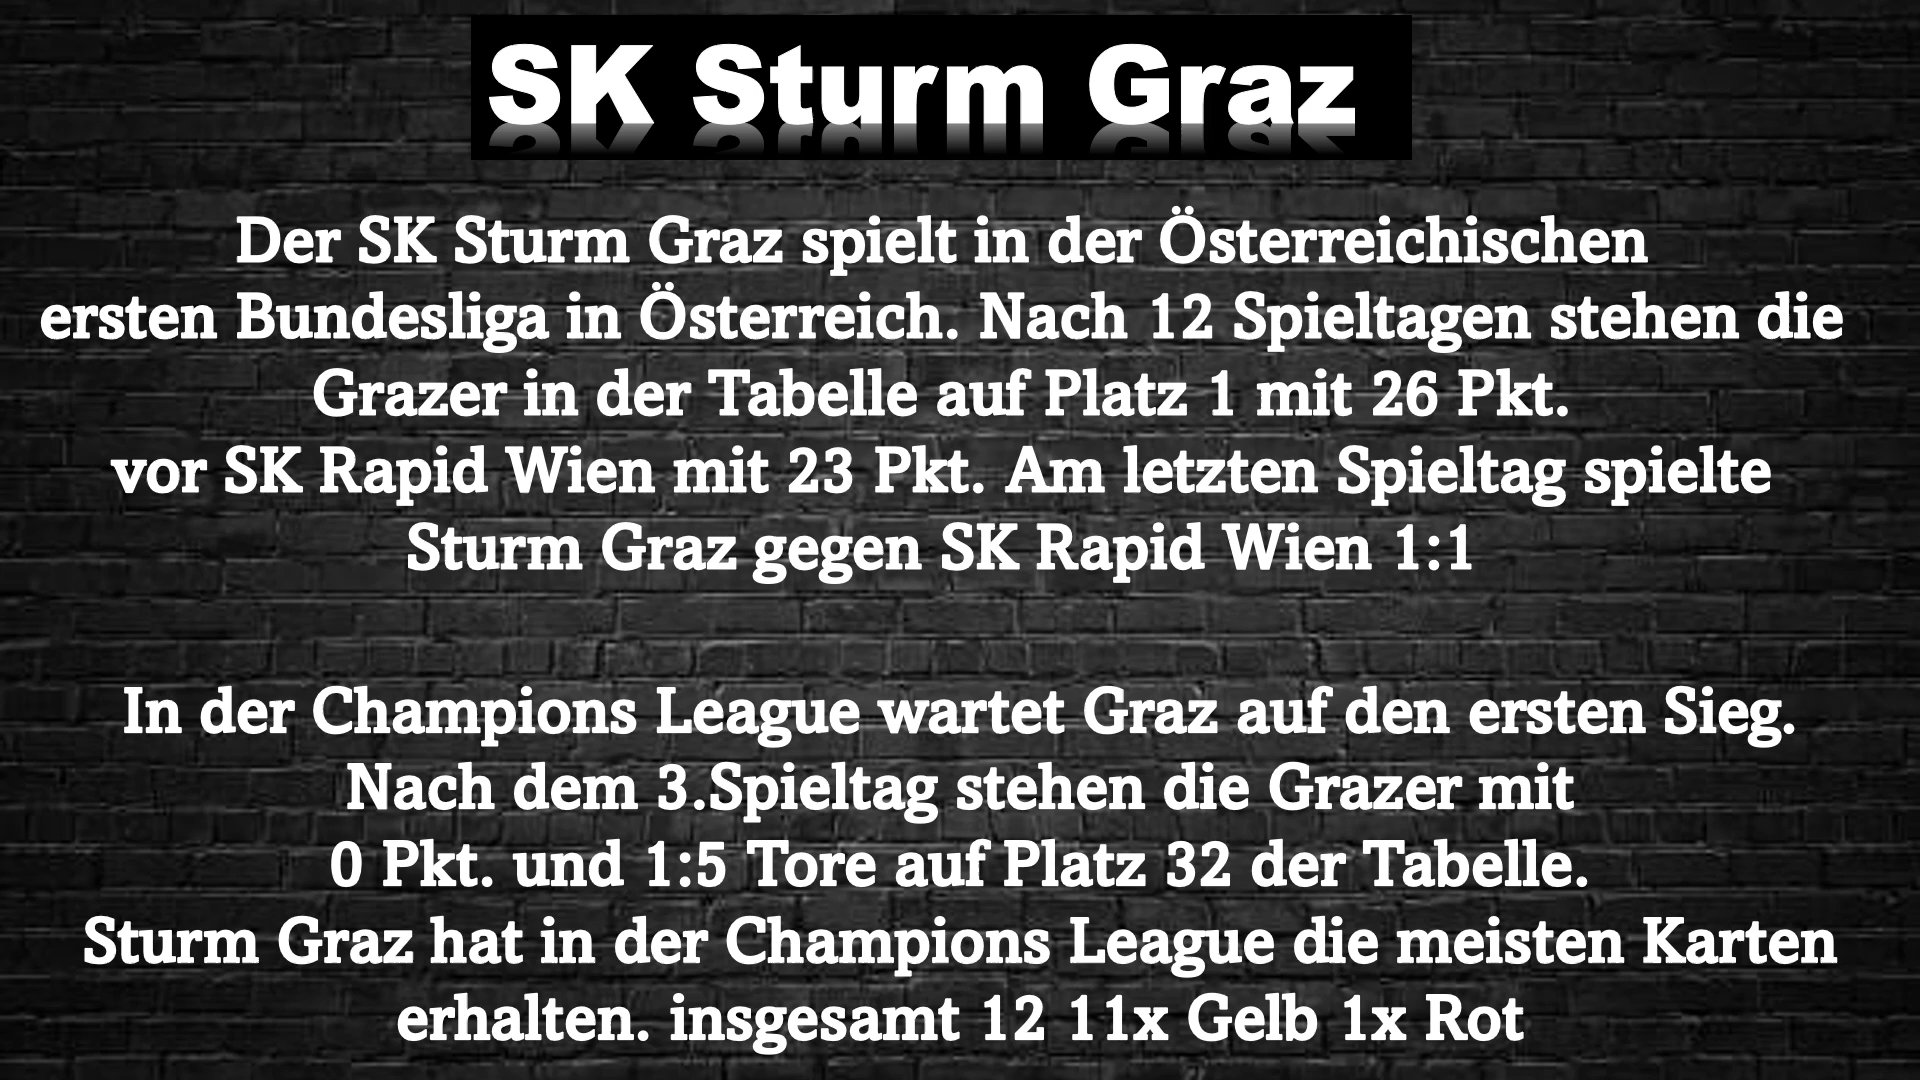 SK Sturm Graz
Der SK Sturm Graz spielt in der Österreichischen
ersten Bundesliga in Österreich. Nach 12 Spieltagen stehen die
Grazer in der Tabelle auf Platz 1 mit 26 Pkt.
vor SK Rapid Wien mit 23 Pkt. Am letzten Spieltag spielte
Sturm Graz gegen SK Rapid Wien 1:1
In der Champions League wartet Graz auf den ersten Sieg.
Nach dem 3.Spieltag stehen die Grazer mit
0 Pkt. und 1:5 Tore auf Platz 32 der Tabelle.
Sturm Graz hat in der Champions League die meisten Karten
erhalten. insgesamt 12 11x Gelb 1x Rot